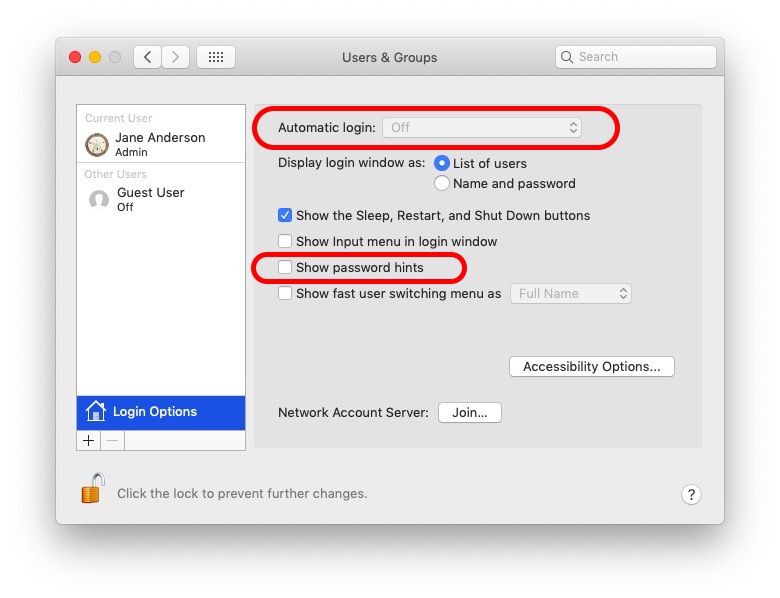 Users & Groups
Search
Current User
Jane Anderson
Admin
Other Users
Guest User
Off
Login Options
Automatic login: Off
Display login window as: List of users
Name and password
Show the Sleep, Restart, and Shut Down buttons
Show Input menu in login window
Show password hints
Show fast user switching menu as Full Name
Accessibility Options...
Network Account Server: Join...
Click the lock to prevent further changes.
?